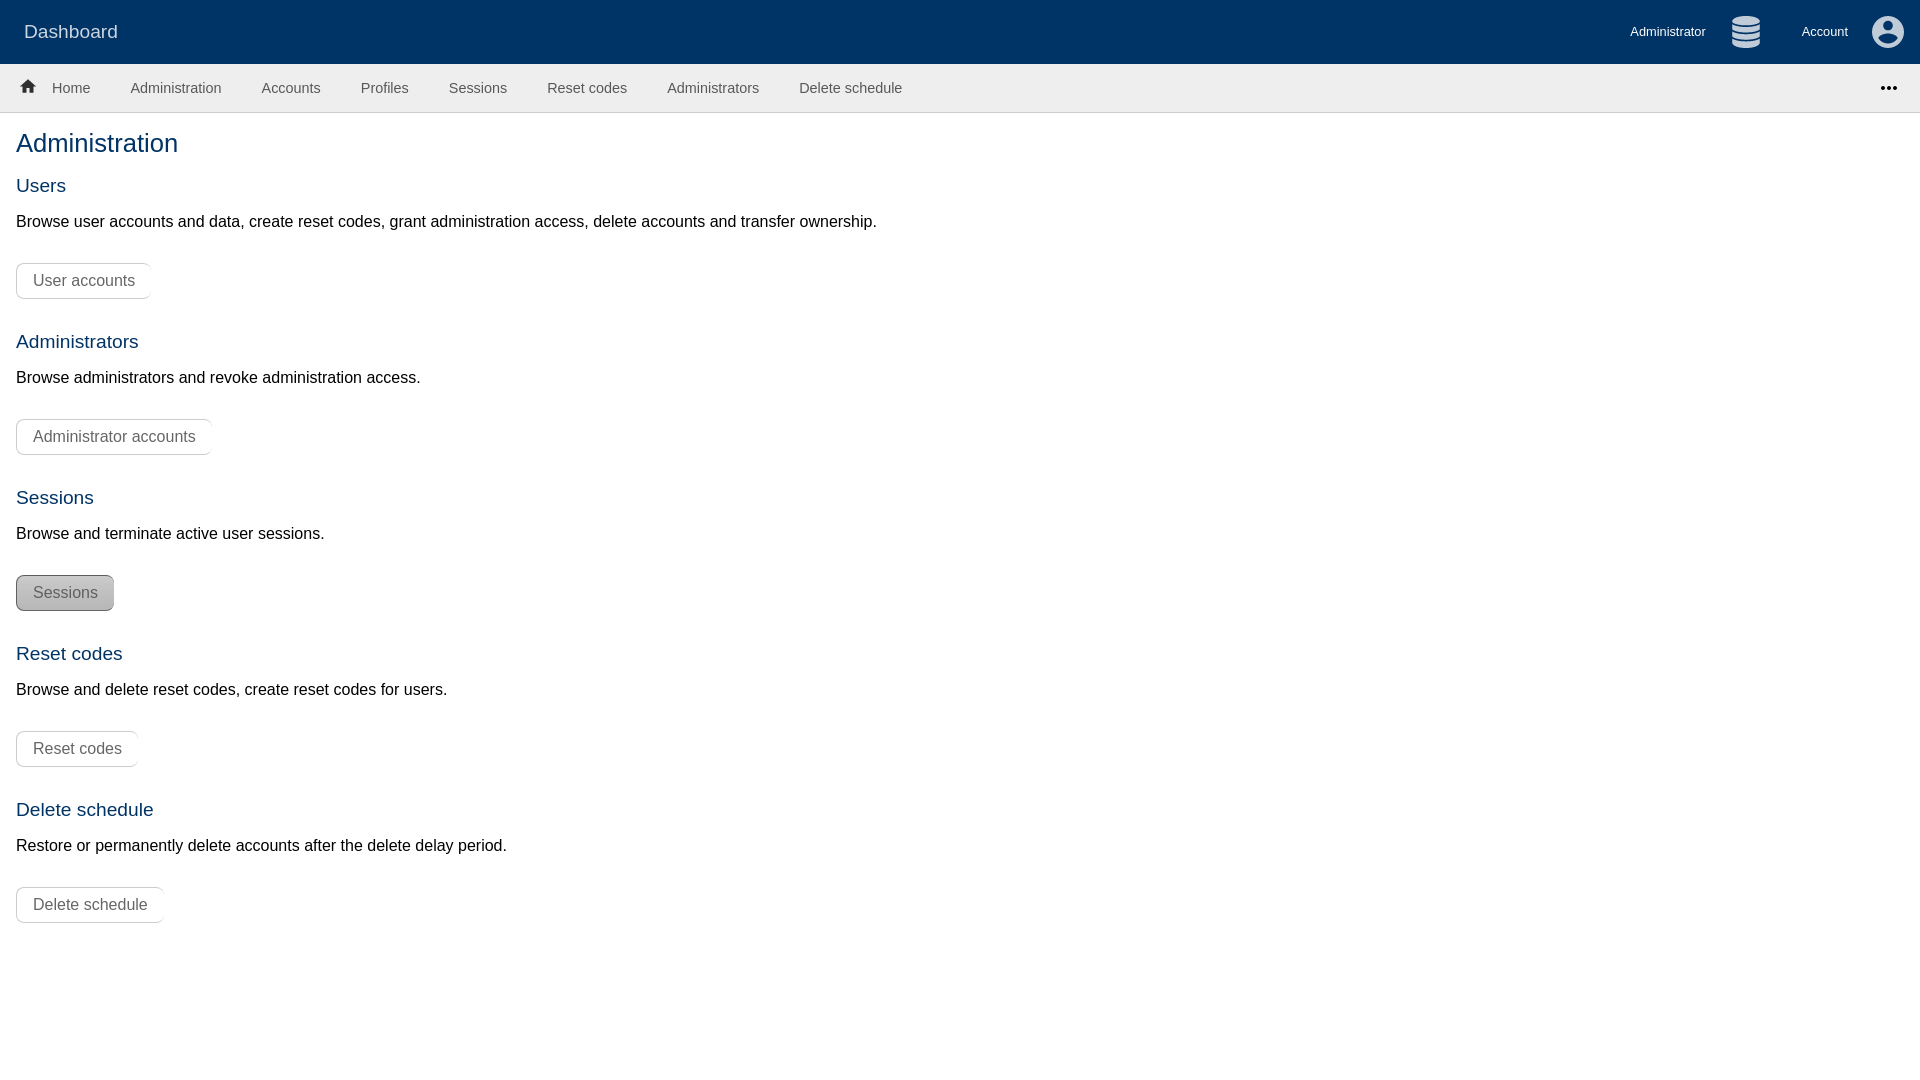 Dashboard
Administrator
Account
Home
Administration
Accounts
Profiles
Sessions
Reset codes
Administrators
Delete schedule
Administration
Users
Browse user accounts and data, create reset codes, grant administration access, delete accounts and transfer ownership.
User accounts
Administrators
Browse administrators and revoke administration access.
Administrator accounts
Sessions
Browse and terminate active user sessions.
Sessions
Reset codes
Browse and delete reset codes, create reset codes for users.
Reset codes
Delete schedule
Restore or permanently delete accounts after the delete delay period.
Delete schedule